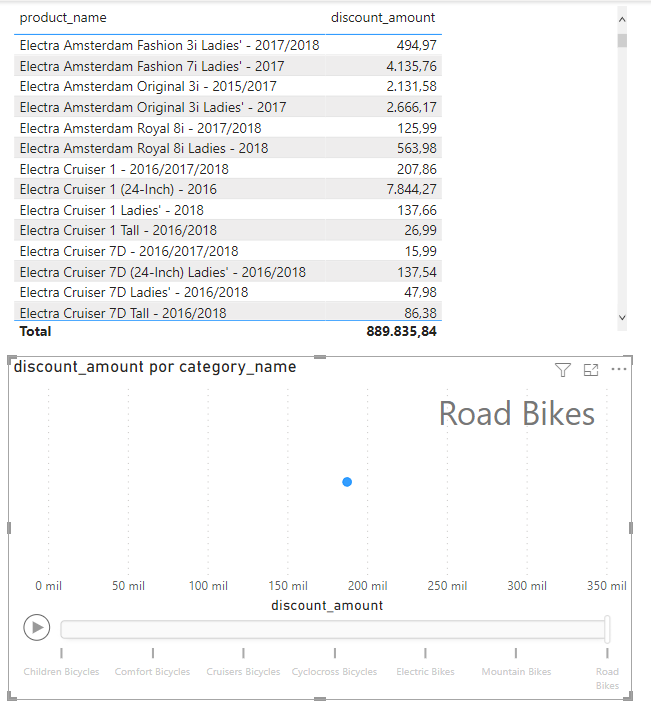 product_name discount_amount
Electra Amsterdam Fashion 3i Ladies' - 2017/2018 494,97
Electra Amsterdam Fashion 7i Ladies' - 2017 4.135,76
Electra Amsterdam Original 3i - 2015/2017 2.131,58
Electra Amsterdam Original 3i Ladies' - 2017 2.666,17
Electra Amsterdam Royal 8i - 2017/2018 125,99
Electra Amsterdam Royal 8i Ladies - 2018 563,98
Electra Cruiser 1 - 2016/2017/2018 207,86
Electra Cruiser 1 (24-Inch) - 2016 7.844,27
Electra Cruiser 1 Ladies' - 2018 137,66
Electra Cruiser 1 Tall - 2016/2018 26,99
Electra Cruiser 7D - 2016/2017/2018 15,99
Electra Cruiser 7D (24-Inch) Ladies' - 2016/2018 137,54
Electra Cruiser 7D Ladies' - 2016/2018 47,98
Electra Cruiser 7D Tall - 2016/2018 86,38
Total 889.835,84
discount_amount por category_name
Road Bikes
0 mil 50 mil 100 mil 150 mil 200 mil 250 mil 300 mil 350 mil
discount_amount
Children Bicycles Comfort Bicycles Cruisers Bicycles Cyclocross Bicycles Electric Bikes Mountain Bikes Road
Bikes